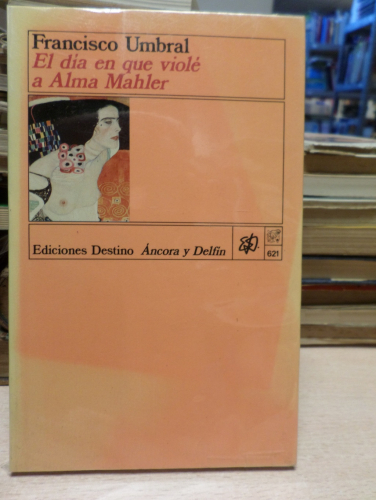 Francisco Umbral
El día en que violé
a Alma Mahler
Ediciones Destino Áncora y Delfín
621